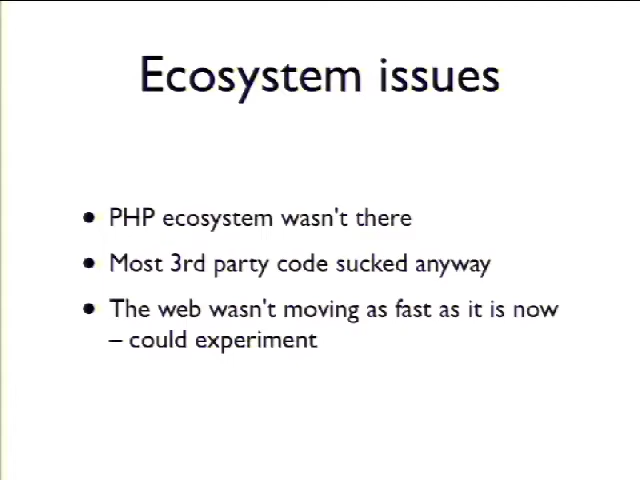 Ecosystem issues
• PHP ecosystem wasn't there
• Most 3rd party code sucked anyway
• The web wasn't moving as fast as it is now
– could experiment